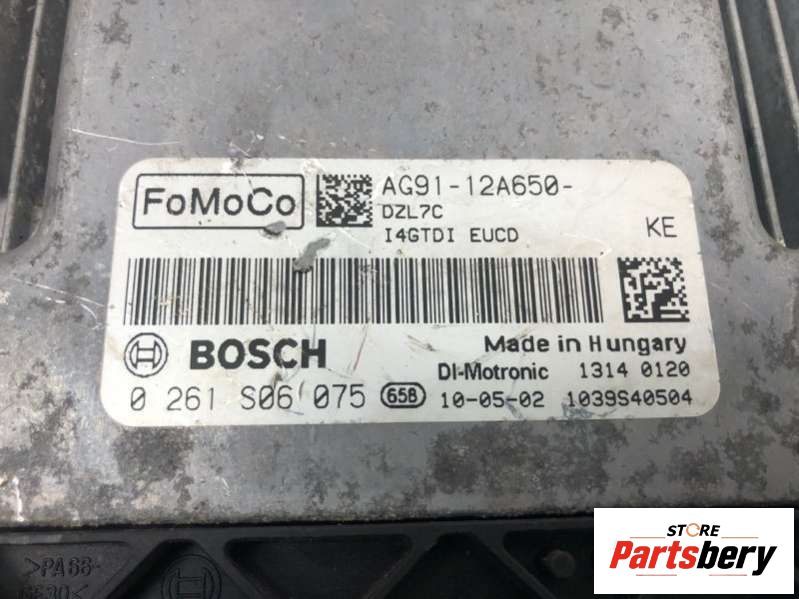 FoMoCo
AG91-12A650-
DZL7C
I4GTDI EUCD
KE
BOSCH
Made in Hungary
DI-Motronic 1314 0120
0 261 S06 075 658 10-05-02 1039S40504
>PA66-
STORE
Partsbery